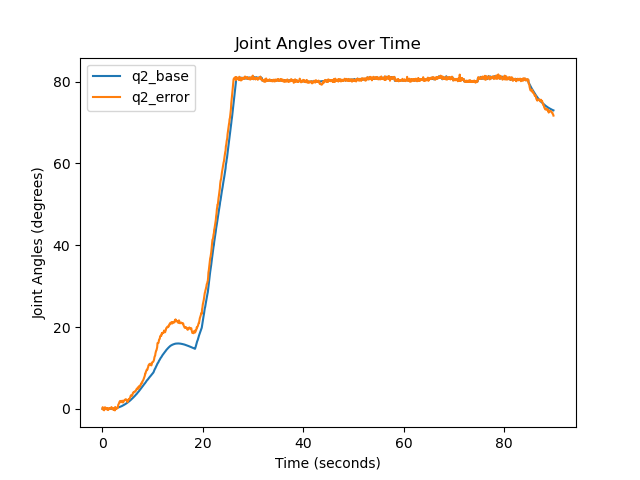 Joint Angles over Time
q2_base
q2_error
Joint Angles (degrees)
80
60
40
20
0
0 20 40 60 80
Time (seconds)